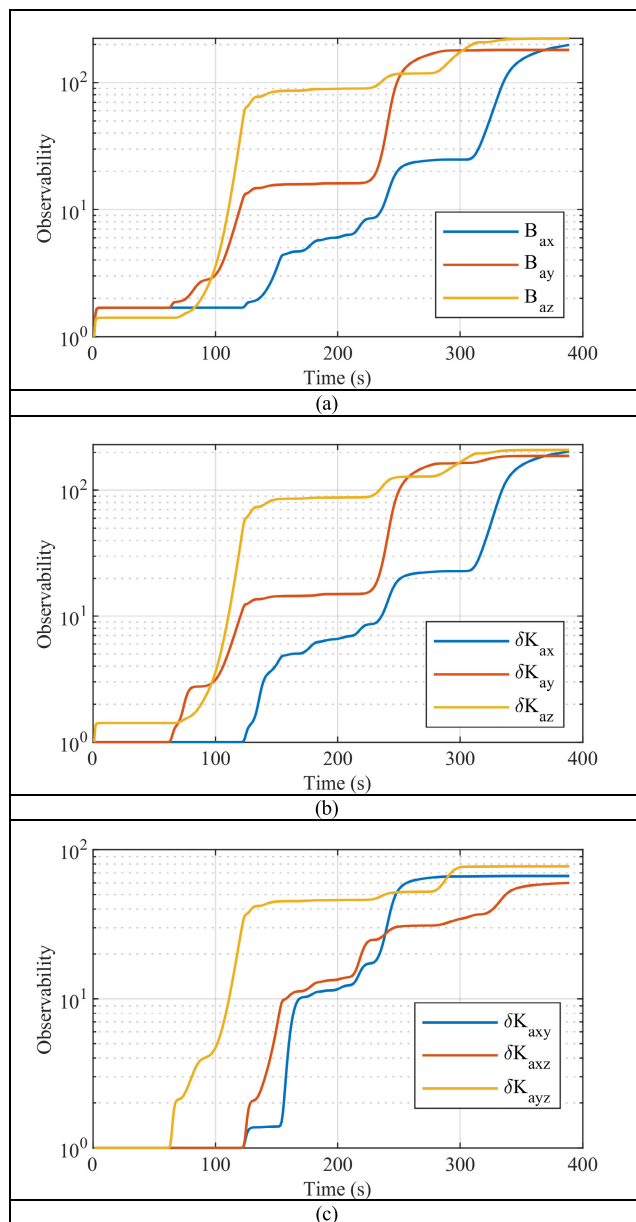 10^2
10^1
10^0
Observability
B_ax
B_ay
B_az
0 100 200 300 400
Time (s)
(a)
10^2
10^1
10^0
Observability
δK_ax
δK_ay
δK_az
0 100 200 300 400
Time (s)
(b)
10^2
10^1
10^0
Observability
δK_axy
δK_axz
δK_ayz
0 100 200 300 400
Time (s)
(c)